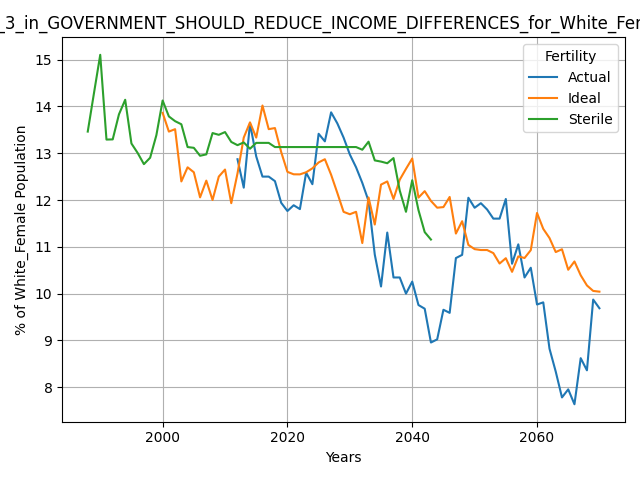 _3_in_GOVERNMENT_SHOULD_REDUCE_INCOME_DIFFERENCES_for_White_Fer
Fertility
Actual
Ideal
Sterile
% of White_Female Population
15
14
13
12
11
10
9
8
2000
2020
2040
2060
Years